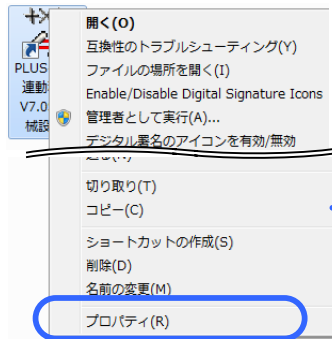 開く(O)
互換性のトラブルシューティング(Y)
ファイルの場所を開く(I)
Enable/Disable Digital Signature Icons
管理者として実行(A)...
デジタル署名のアイコンを有効/無効
切り取り(T)
コピー(C)
ショートカットの作成(S)
削除(D)
名前の変更(M)
プロパティ(R)
PLUS
連動
V7.0
械設